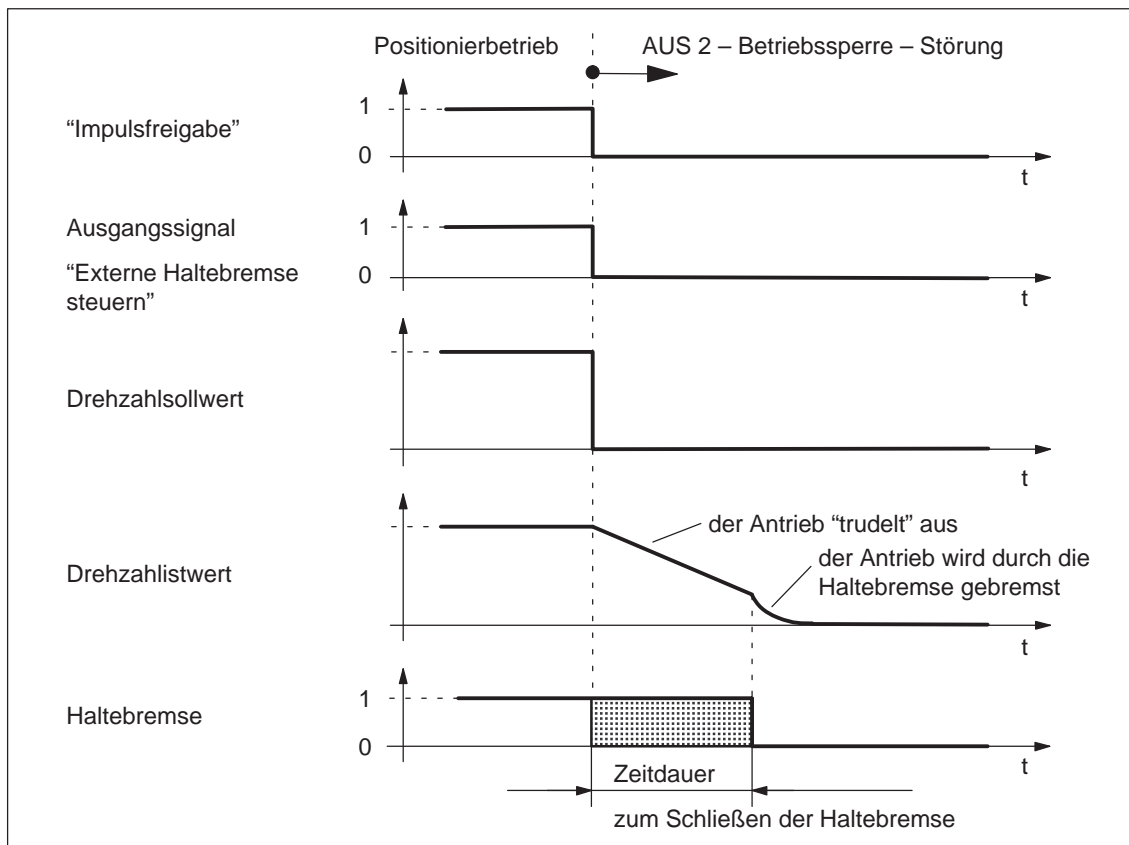 Positionierbetrieb
AUS 2 – Betriebssperre – Störung
“Impulsfreigabe”
1
0
t
Ausgangssignal
“Externe Haltebremse
steuern”
1
0
t
Drehzahlsollwert
t
Drehzahlistwert
der Antrieb “trudelt” aus
der Antrieb wird durch die
Haltebremse gebremst
t
Haltebremse
1
0
t
Zeitdauer
zum Schließen der Haltebremse